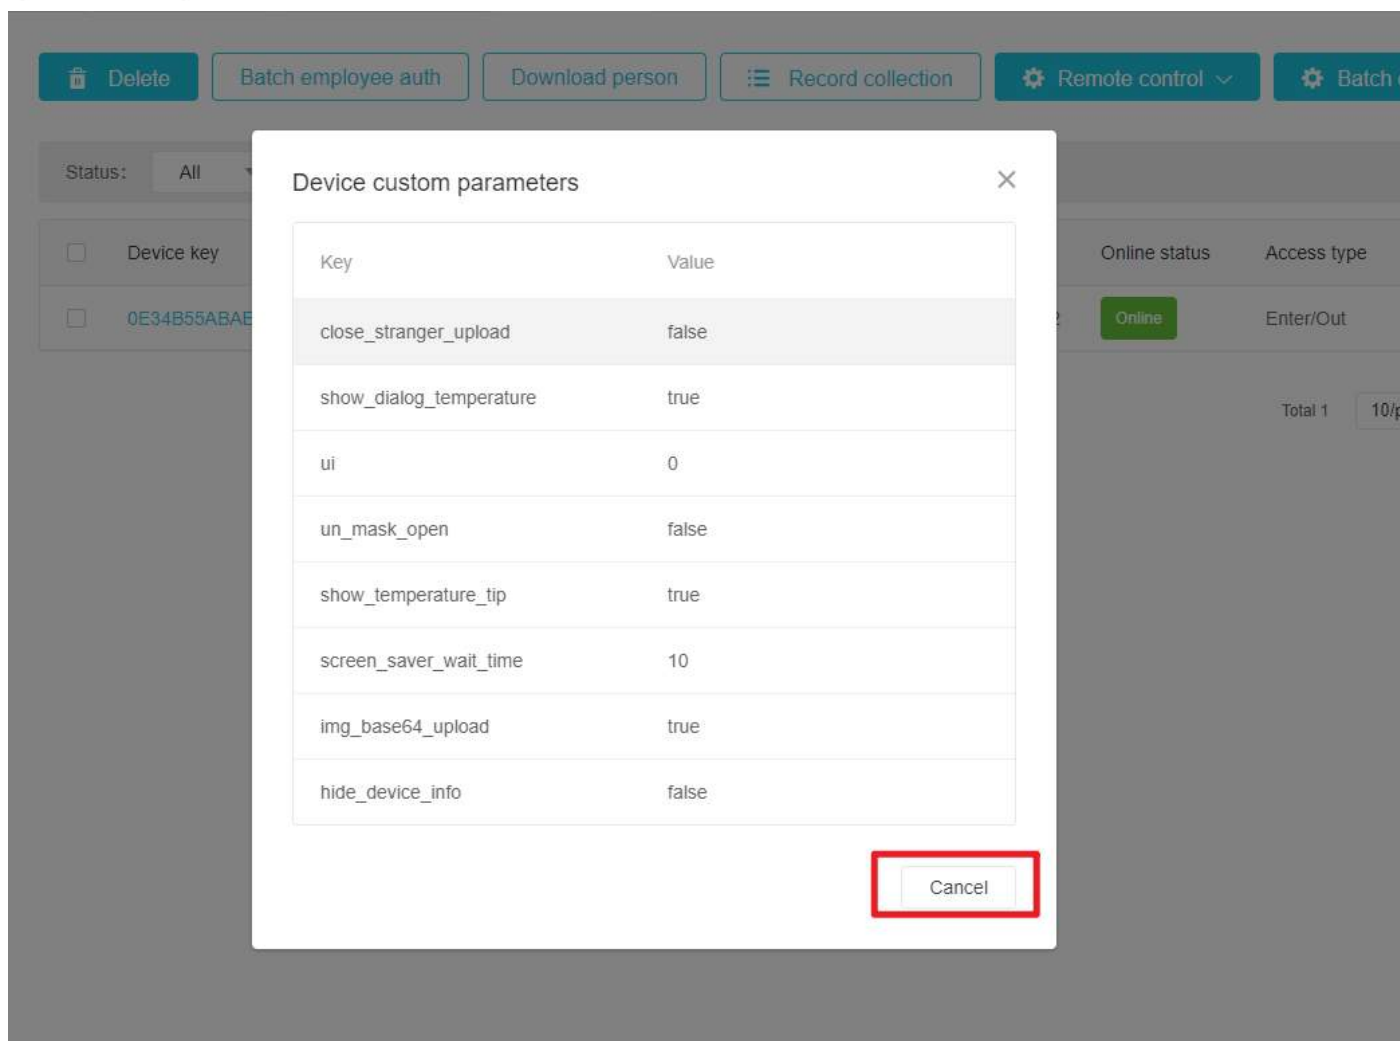 Delete Batch employee auth Download person Record collection Remote control Batch
Status: All
Device custom parameters
Device key Key Value Online status Access type
0E34B55ABAE Online Enter/Out
close_stranger_upload false
show_dialog_temperature true
Total 1 10/p
ui 0
un_mask_open false
show_temperature_tip true
screen_saver_wait_time 10
img_base64_upload true
hide_device_info false
Cancel